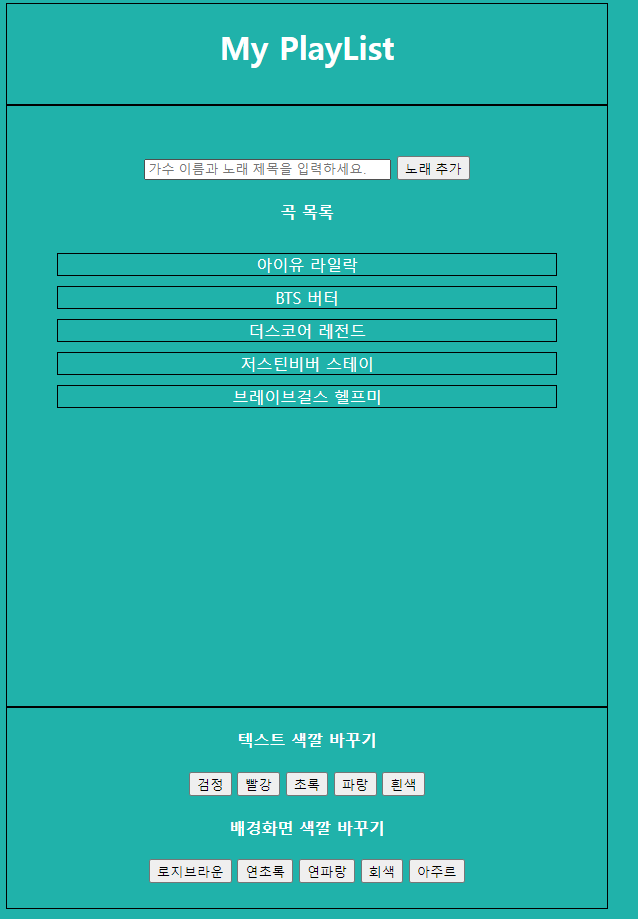 My PlayList
가수 이름과 노래 제목을 입력하세요. 노래 추가
곡 목록
아이유 라일락
BTS 버터
더스코어 레전드
저스틴비버 스테이
브레이브걸스 헬프미
텍스트 색깔 바꾸기
검정 빨강 초록 파랑 흰색
배경화면 색깔 바꾸기
로지브라운 연초록 연파랑 회색 아주르